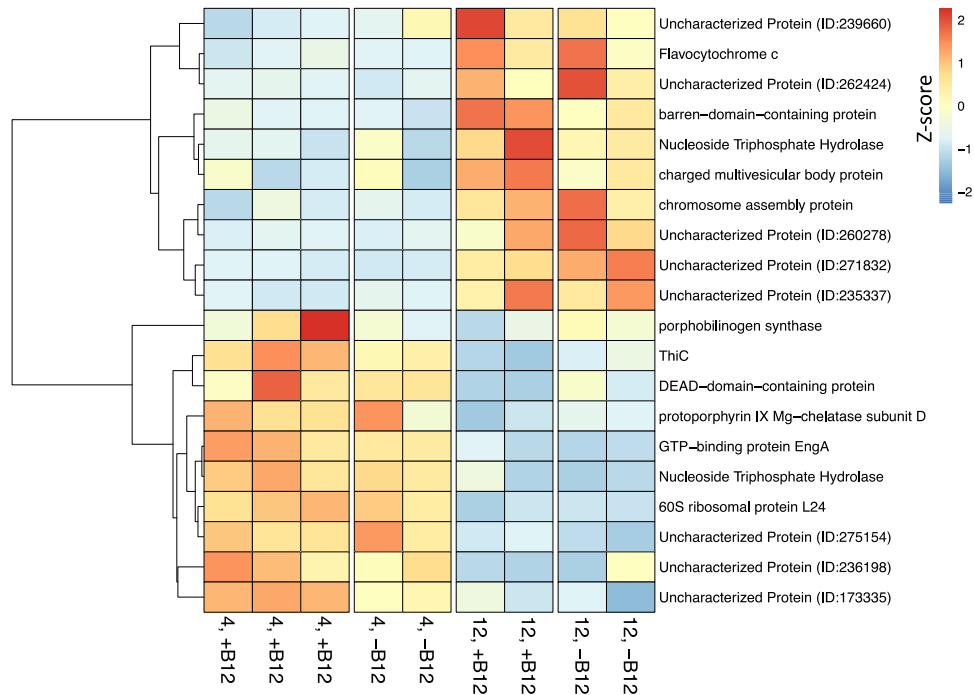 Uncharacterized Protein (ID:239660)
Flavocytochrome c
Uncharacterized Protein (ID:262424)
barren−domain−containing protein
Nucleoside Triphosphate Hydrolase
charged multivesicular body protein
chromosome assembly protein
Uncharacterized Protein (ID:260278)
Uncharacterized Protein (ID:271832)
Uncharacterized Protein (ID:235337)
porphobilinogen synthase
ThiC
DEAD−domain−containing protein
protoporphyrin IX Mg−chelatase subunit D
GTP−binding protein EngA
Nucleoside Triphosphate Hydrolase
60S ribosomal protein L24
Uncharacterized Protein (ID:275154)
Uncharacterized Protein (ID:236198)
Uncharacterized Protein (ID:173335)
4, +B12
4, +B12
4, +B12
4, −B12
4, −B12
12, +B12
12, +B12
12, −B12
12, −B12
Z-score
2
1
0
−1
−2